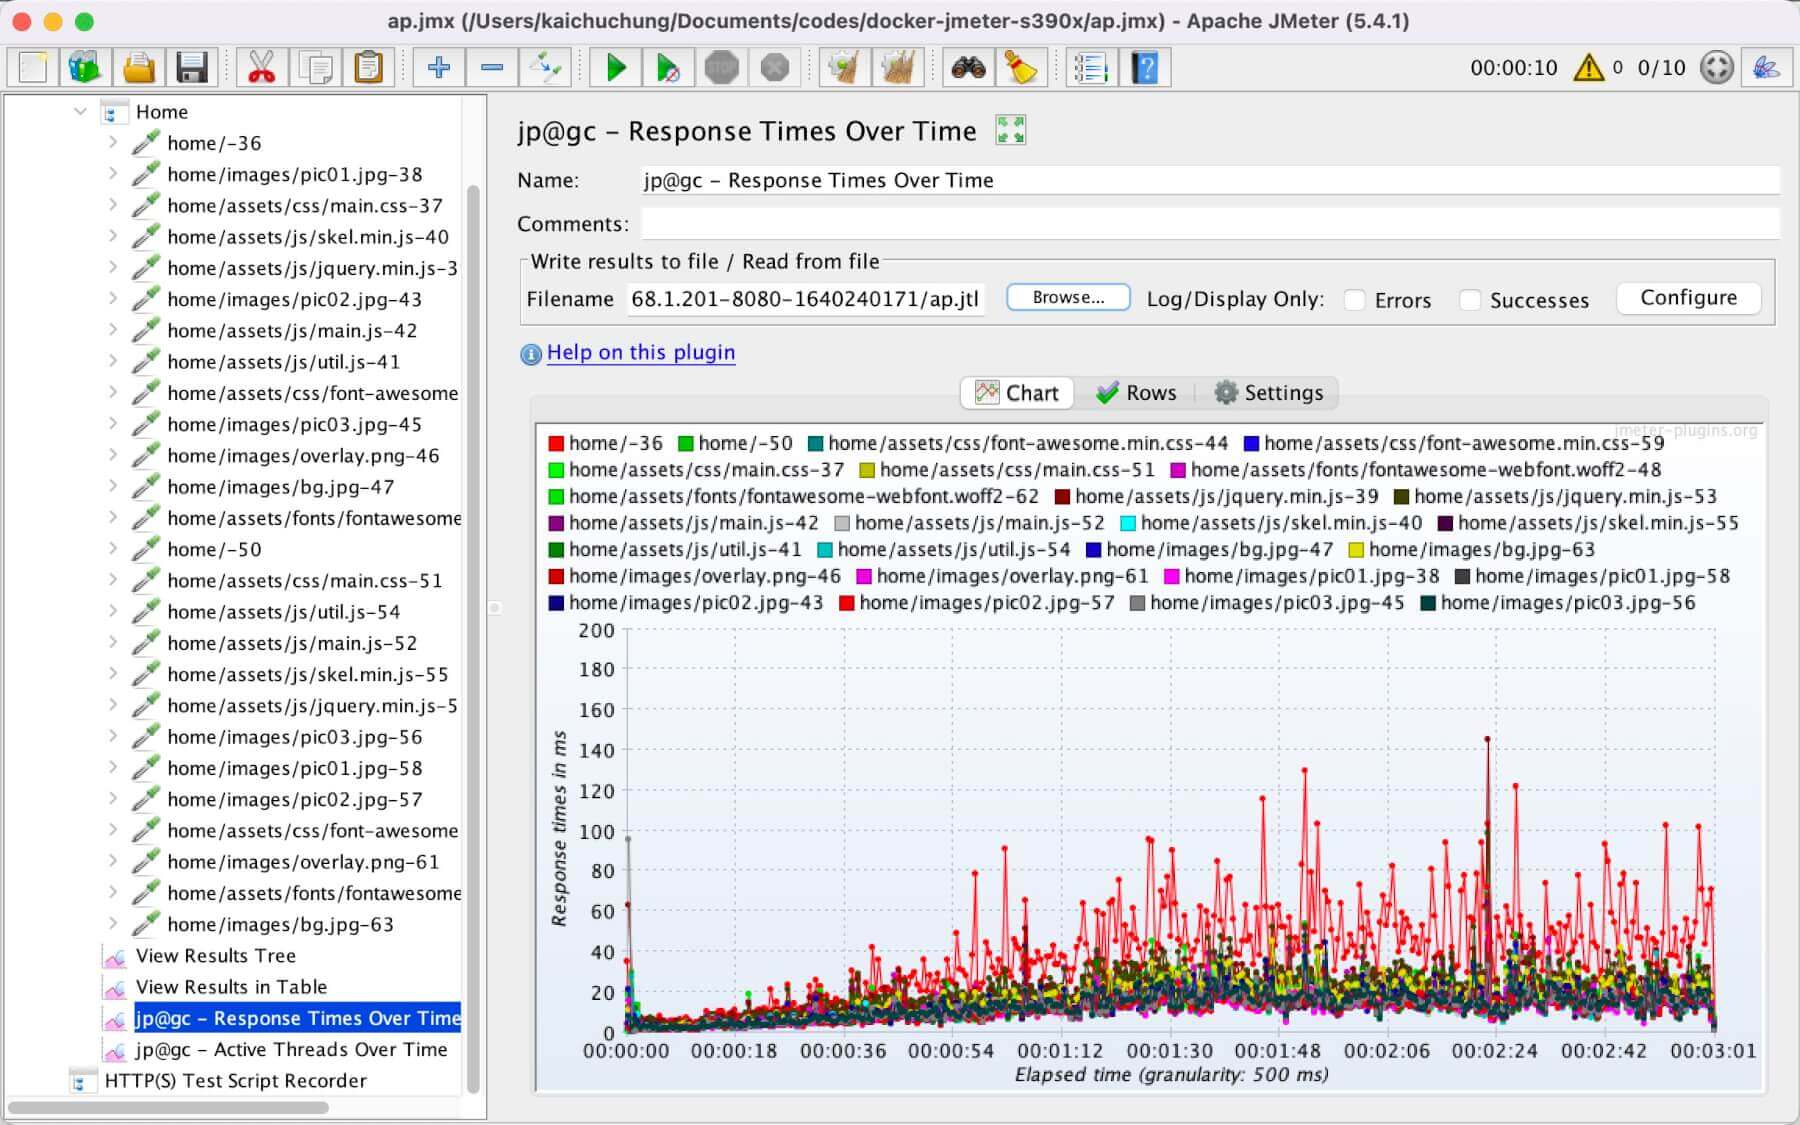 ap.jmx (/Users/kaichuchung/Documents/codes/docker-jmeter-s390x/ap.jmx) - Apache JMeter (5.4.1)
STOP
?
00:00:10 0 0/10
Home
home/-36
home/images/pic01.jpg-38
home/assets/css/main.css-37
home/assets/js/skel.min.js-40
home/assets/js/jquery.min.js-3
home/images/pic02.jpg-43
home/assets/js/main.js-42
home/assets/js/util.js-41
home/assets/css/font-awesome
home/images/pic03.jpg-45
home/images/overlay.png-46
home/images/bg.jpg-47
home/assets/fonts/fontawesome
home/-50
home/assets/css/main.css-51
home/assets/js/util.js-54
home/assets/js/main.js-52
home/assets/js/skel.min.js-55
home/assets/js/jquery.min.js-5
home/images/pic03.jpg-56
home/images/pic01.jpg-58
home/images/pic02.jpg-57
home/assets/css/font-awesome
home/images/overlay.png-61
home/assets/fonts/fontawesome
home/images/bg.jpg-63
View Results Tree
View Results in Table
jp@gc - Response Times Over Time
jp@gc - Active Threads Over Time
HTTP(S) Test Script Recorder
jp@gc - Response Times Over Time
Name: jp@gc - Response Times Over Time
Comments:
Write results to file / Read from file
Filename 68.1.201-8080-1640240171/ap.jtl Browse... Log/Display Only: Errors Successes Configure
Help on this plugin
Chart Rows Settings
jmeter-plugins.org
home/-36 home/-50 home/assets/css/font-awesome.min.css-44 home/assets/css/font-awesome.min.css-59
home/assets/css/main.css-37 home/assets/css/main.css-51 home/assets/fonts/fontawesome-webfont.woff2-48
home/assets/fonts/fontawesome-webfont.woff2-62 home/assets/js/jquery.min.js-39 home/assets/js/jquery.min.js-53
home/assets/js/main.js-42 home/assets/js/main.js-52 home/assets/js/skel.min.js-40 home/assets/js/skel.min.js-55
home/assets/js/util.js-41 home/assets/js/util.js-54 home/images/bg.jpg-47 home/images/bg.jpg-63
home/images/overlay.png-46 home/images/overlay.png-61 home/images/pic01.jpg-38 home/images/pic01.jpg-58
home/images/pic02.jpg-43 home/images/pic02.jpg-57 home/images/pic03.jpg-45 home/images/pic03.jpg-56
Response times in ms
200
180
160
140
120
100
80
60
40
20
0
00:00:00 00:00:18 00:00:36 00:00:54 00:01:12 00:01:30 00:01:48 00:02:06 00:02:24 00:02:42 00:03:01
Elapsed time (granularity: 500 ms)